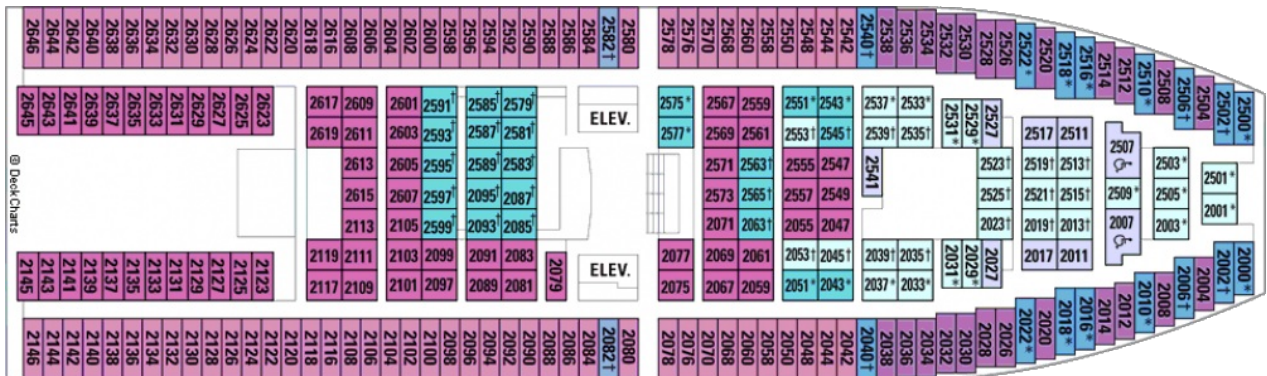 2646 2644 2642 2640 2638 2636 2634 2632 2630 2628 2626 2624 2622 2620 2618 2616 2608 2606 2604 2602 2600 2598 2596 2594 2592 2590 2588 2586 2584 2582† 2580 2578 2576 2570 2568 2560 2558 2550 2548 2544 2542 2540† 2538 2536 2534 2532 2530 2528 2526 2522* 2520 2518* 2516* 2514 2512 2510* 2508 2506† 2504 2502† 2500*
2645 2643 2641 2639 2637 2635 2633 2631 2629 2627 2625 2623
2617 2609 2601 2591† 2585† 2579† 2575* 2567 2559 2551* 2543* 2537* 2533* 2531* 2529* 2527 2517 2511
ELEV.
2619 2611 2603 2593† 2587† 2581† 2577* 2569 2561 2553† 2545† 2539† 2535† 2507
2613 2605 2595† 2589† 2583† 2571 2563† 2555 2547 2541 2523† 2519† 2513† 2503* 2501*
2615 2607 2597† 2095† 2087† 2573 2565† 2557 2549 2525† 2521† 2515† 2509* 2505* 2001*
2113 2105 2599† 2093† 2085† 2071 2063† 2055 2047 2023† 2019† 2013† 2007 2003*
© DeckCharts
2119 2111 2103 2099 2091 2083 2079 2077 2069 2061 2053† 2045† 2039† 2035† 2031* 2029* 2027 2017 2011
ELEV.
2117 2109 2101 2097 2089 2081 2075 2067 2059 2051* 2043* 2037* 2033*
2145 2143 2141 2139 2137 2135 2133 2131 2129 2127 2125 2123
2146 2144 2142 2140 2138 2136 2134 2132 2130 2128 2126 2124 2122 2120 2118 2116 2108 2106 2104 2102 2100 2098 2096 2094 2092 2090 2088 2086 2084 2082† 2080 2078 2076 2070 2068 2060 2058 2050 2048 2044 2042 2040† 2038 2036 2034 2032 2030 2028 2026 2022* 2020 2018* 2016* 2014 2012 2010* 2008 2006† 2004 2002† 2000*